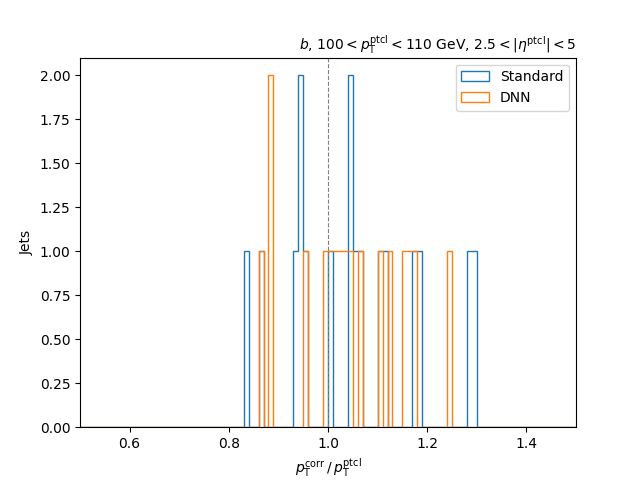 b, 100 < p_T^ptcl < 110 GeV, 2.5 < |η^ptcl| < 5
Standard
DNN
2.00
1.75
1.50
1.25
1.00
0.75
0.50
0.25
0.00
Jets
0.6 0.8 1.0 1.2 1.4
p_T^corr / p_T^ptcl